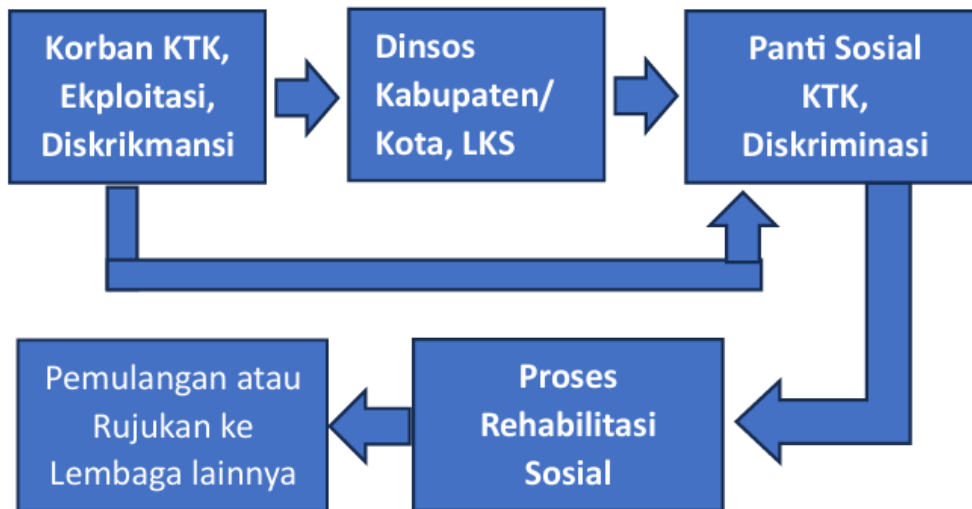 Korban KTK,
Ekploitasi,
Diskrikmansi
Dinsos
Kabupaten/
Kota, LKS
Panti Sosial
KTK,
Diskriminasi
Pemulangan atau
Rujukan ke
Lembaga lainnya
Proses
Rehabilitasi
Sosial